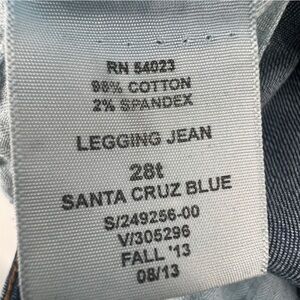 RN 54023
98% COTTON
2% SPANDEX
LEGGING JEAN
28t
SANTA CRUZ BLUE
S/249256-00
V/305296
FALL '13
08/13